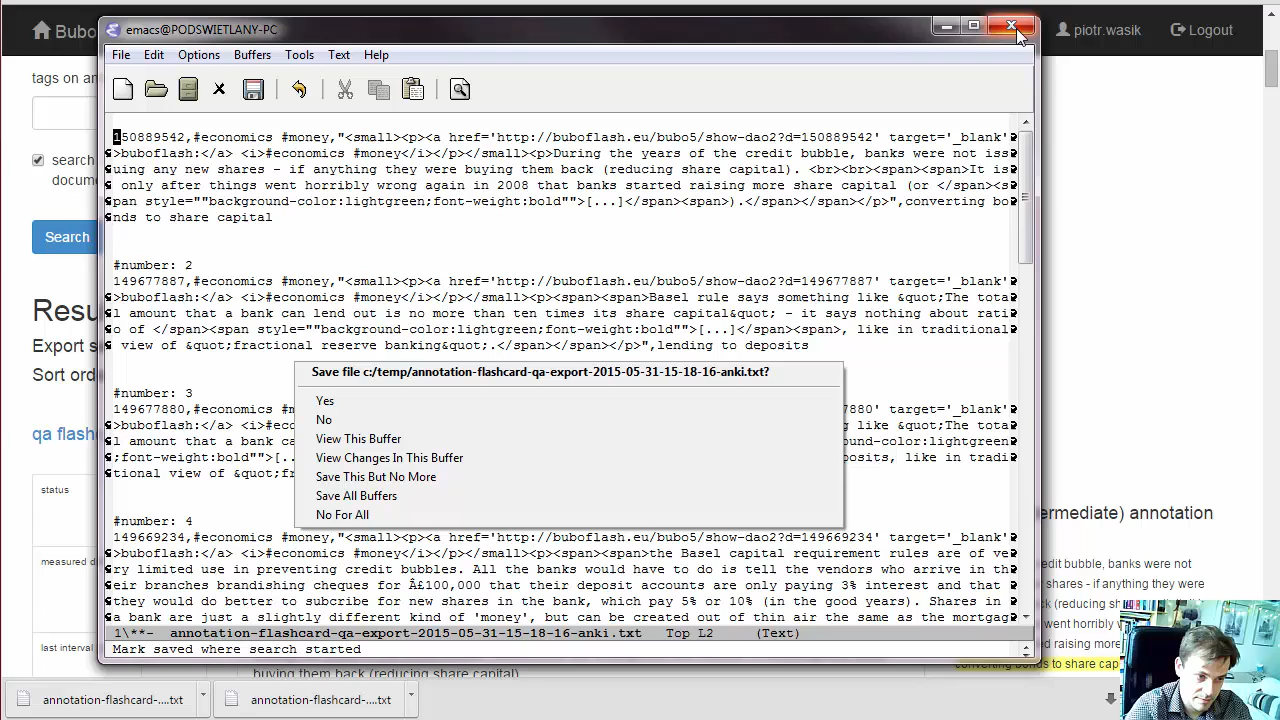 emacs@PODSWIETLANY-PC
Bubo
piotr.wasik
Logout
File Edit Options Buffers Tools Text Help
tags on an
search
docume
Search
Resu
Export s
Sort ord
qa flash
status
measured d
last interval
150889542,#economics #money,"<small><p><a href='http://buboflash.eu/bubo5/show-dao2?d=150889542' target='_blank'
>buboflash:</a> <i>#economics #money</i></p></small><p>During the years of the credit bubble, banks were not iss
uing any new shares - if anything they were buying them back (reducing share capital). <br><br><span><span>It is
 only after things went horribly wrong again in 2008 that banks started raising more share capital (or </span><s
pan style=""background-color:lightgreen;font-weight:bold"">[...]</span><span>).</span></span></p>",converting bo
nds to share capital
#number: 2
149677887,#economics #money,"<small><p><a href='http://buboflash.eu/bubo5/show-dao2?d=149677887' target='_blank'
>buboflash:</a> <i>#economics #money</i></p></small><p><span><span>Basel rule says something like &quot;The tota
l amount that a bank can lend out is no more than ten times its share capital&quot; - it says nothing about rati
o of </span><span style=""background-color:lightgreen;font-weight:bold"">[...]</span><span>, like in traditional
 view of &quot;fractional reserve banking&quot;.</span></span></p>",lending to deposits
#number: 3
149677880,#economics #money,"<small><p><a href='http://buboflash.eu/bubo5/show-dao2?d=149677880' target='_blank'
>buboflash:</a>
l amount that a bank
;font-weight:bold"">[..
tional view of &quot;f
Save file c:/temp/annotation-flashcard-qa-export-2015-05-31-15-18-16-anki.txt?
Yes
No
View This Buffer
View Changes In This Buffer
Save This But No More
Save All Buffers
No For All
#number: 4
149669234,#economics #money,"<small><p><a href='http://buboflash.eu/bubo5/show-dao2?d=149669234' target='_blank'
>buboflash:</a> <i>#economics #money</i></p></small><p><span><span>the Basel capital requirement rules are of ve
ry limited use in preventing credit bubbles. All the banks would have to do is tell the vendors who arrive in th
eir branches brandishing cheques for Â£100,000 that their deposit accounts are only paying 3% interest and that
they would do better to subcribe for new shares in the bank, which pay 5% or 10% (in the good years). Shares in
a bank are just a slightly different kind of 'money', but can be created out of thin air the same as the mortgag
1\**- annotation-flashcard-qa-export-2015-05-31-15-18-16-anki.txt Top L2 (Text)
Mark saved where search started
ermediate) annotation
edit bubble, banks were not
shares - if anything they were
went horribly
ed raising more
converting bonds to share cap
buying them back (reducing share capital)
annotation-flashcard-....txt
annotation-flashcard-....txt